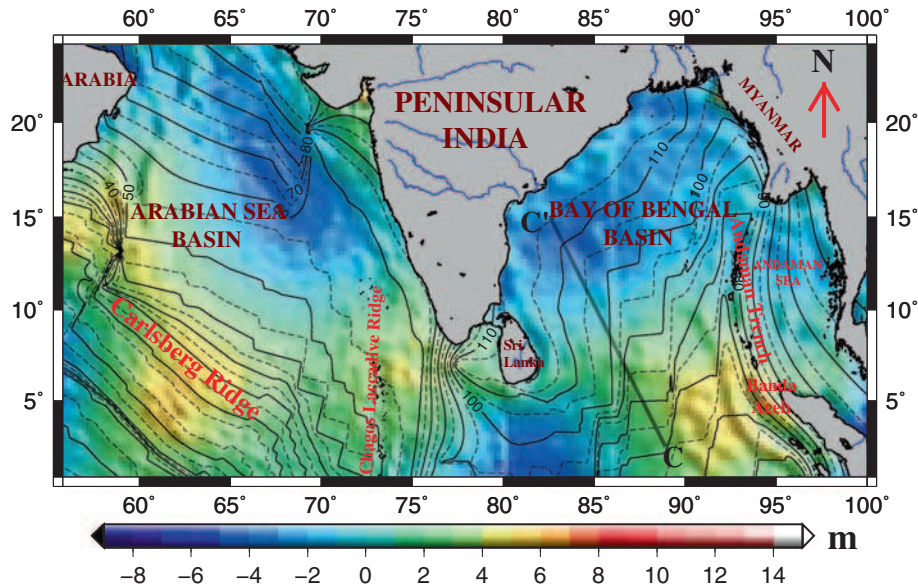 60° 65° 70° 75° 80° 85° 90° 95° 100°
ARABIA
PENINSULAR
INDIA
MYANMAR
N
20° 20°
80
110
70
100
90
40
50
ARABIAN SEA
BASIN
C'
BAY OF BENGAL
BASIN
15° 15°
ANDAMAN
SEA
Andaman Trench
80
10° 10°
Carlsberg Ridge
Chagos Laccadive Ridge
110
Sri
Lanka
100
Banda
Aceh
5° 5°
C
60° 65° 70° 75° 80° 85° 90° 95° 100°
m
−8 −6 −4 −2 0 2 4 6 8 10 12 14